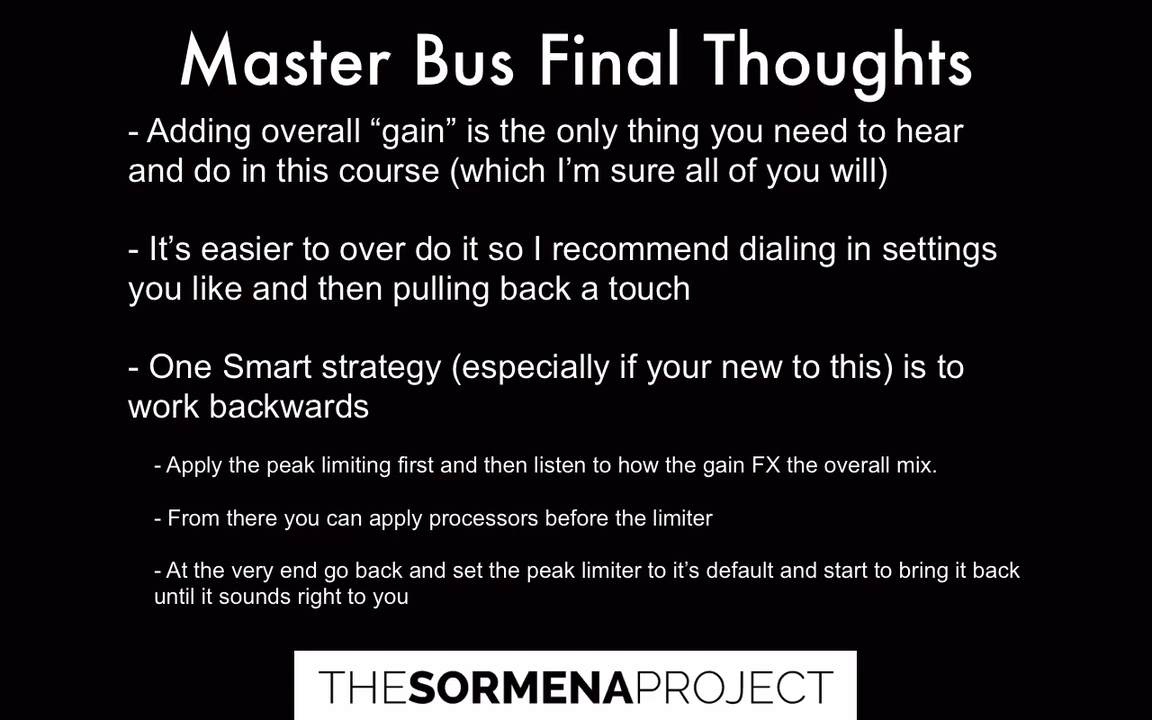 Master Bus Final Thoughts
- Adding overall “gain” is the only thing you need to hear
and do in this course (which I’m sure all of you will)
- It’s easier to over do it so I recommend dialing in settings
you like and then pulling back a touch
- One Smart strategy (especially if your new to this) is to
work backwards
- Apply the peak limiting first and then listen to how the gain FX the overall mix.
- From there you can apply processors before the limiter
- At the very end go back and set the peak limiter to it’s default and start to bring it back
until it sounds right to you
THESORMENAPROJECT